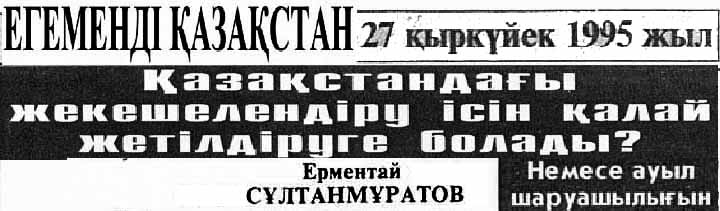 ЕГЕМЕНДІ ҚАЗАҚСТАН
27 қыркүйек 1995 жыл
Қазақстандағы
жекешелендіру ісін қалай
жетілдіруге болады?
Ерментай
СҰЛТАНМҰРАТОВ
Немесе ауыл
шаруашылығын